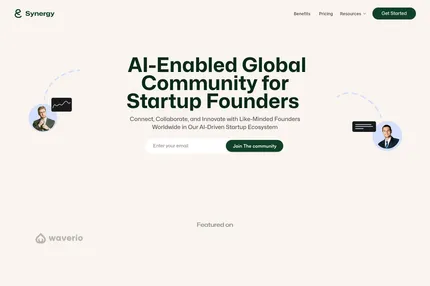 Synergy
Benefits Pricing Resources Get Started
AI-Enabled Global
Community for
Startup Founders
Connect, Collaborate, and Innovate with Like-Minded Founders
Worldwide in Our AI-Driven Startup Ecosystem
Enter your email Join The community
Featured on
waverio